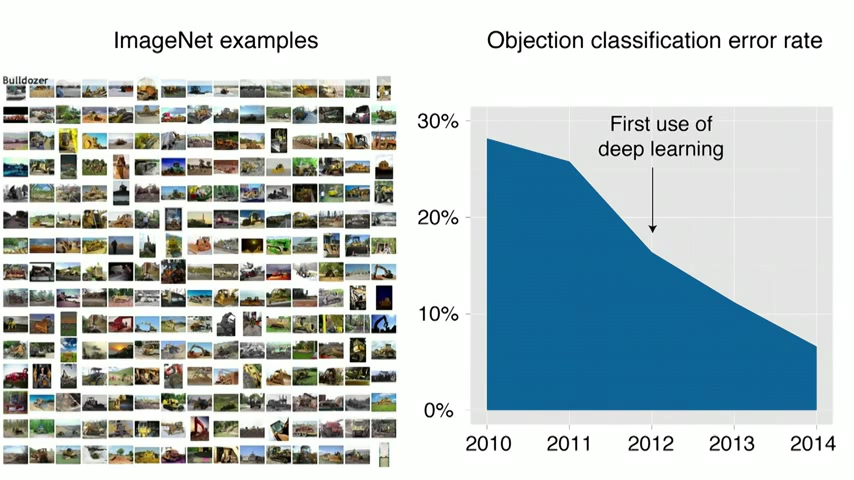 ImageNet examples
Bulldozer
Objection classification error rate
30%
20%
10%
0%
First use of
deep learning
2010 2011 2012 2013 2014